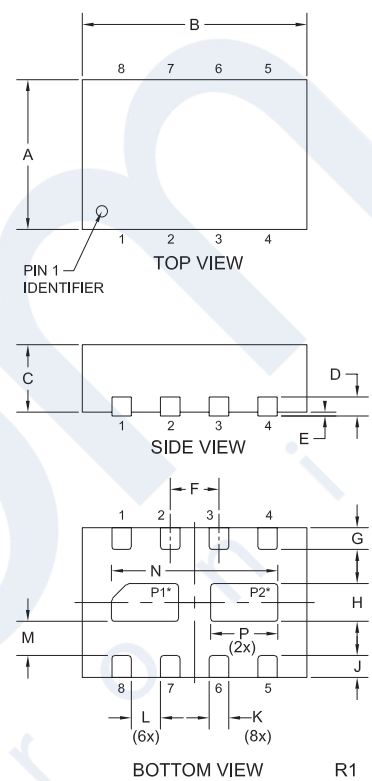 B
8 7 6 5
A
PIN 1
IDENTIFIER
1 2 3 4
TOP VIEW
C
D
1 2 3 4
E
SIDE VIEW
F
1 2 3 4
G
N
P1* P2*
H
M
P
(2x)
J
8 7 6 5
L
(6x)
K
(8x)
BOTTOM VIEW R1